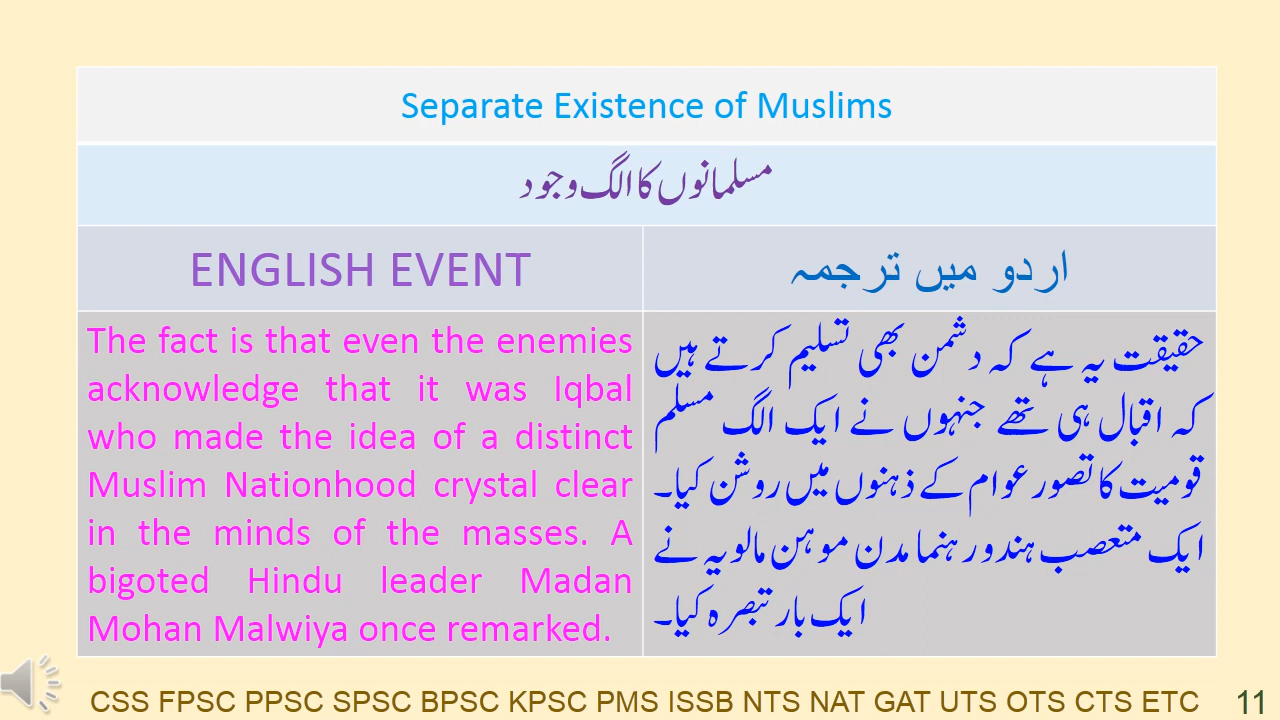 Separate Existence of Muslims
مسلمانوں کا الگ وجود
ENGLISH EVENT
اردو میں ترجمہ
The fact is that even the enemies
acknowledge that it was Iqbal
who made the idea of a distinct
Muslim Nationhood crystal clear
in the minds of the masses. A
bigoted Hindu leader Madan
Mohan Malwiya once remarked.
حقیقت یہ ہے کہ دشمن بھی تسلیم کرتے ہیں
کہ اقبال ہی تھے جنہوں نے ایک الگ مسلم
قومیت کا تصور عوام کے ذہنوں میں روشن کیا۔
ایک متعصب ہندو رہنما مدن موہن مالویہ نے
ایک بار تبصرہ کیا۔
CSS FPSC PPSC SPSC BPSC KPSC PMS ISSB NTS NAT GAT UTS OTS CTS ETC
11